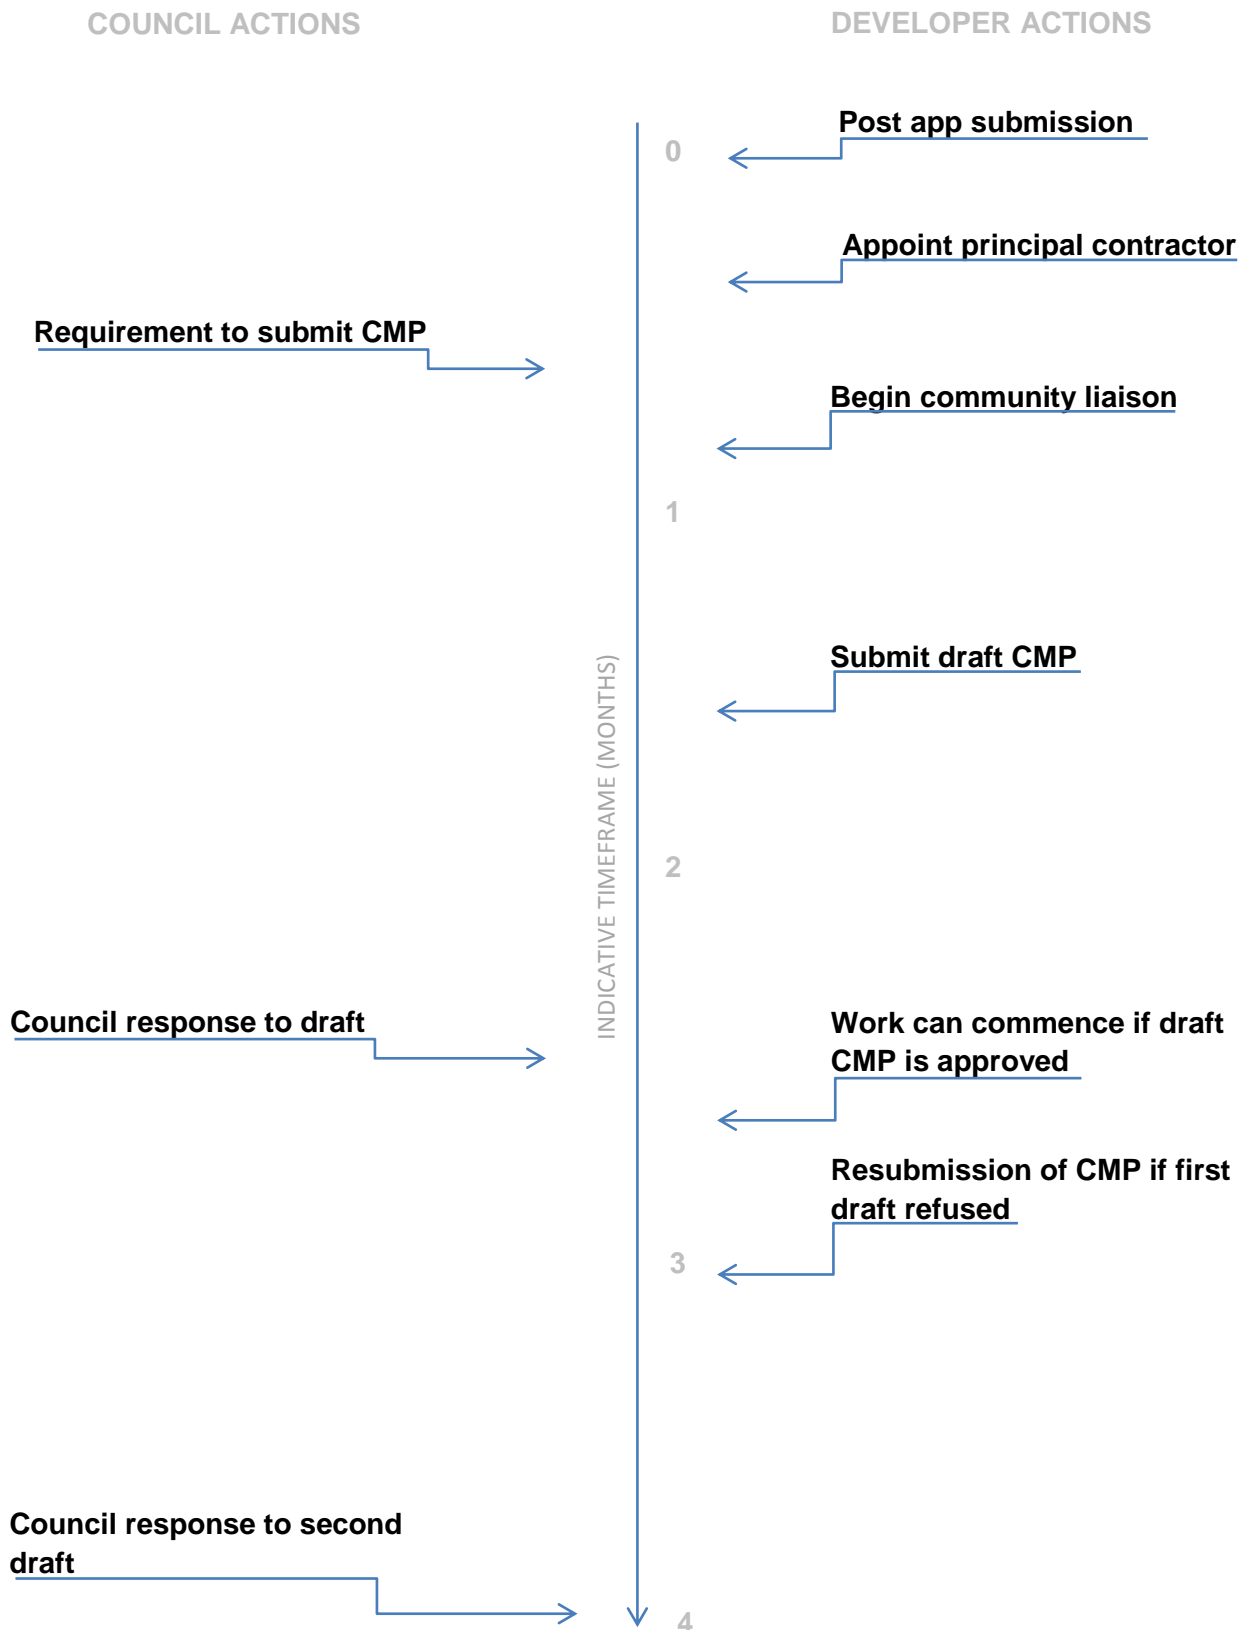 COUNCIL ACTIONS
DEVELOPER ACTIONS
Post app submission
0
Appoint principal contractor
Requirement to submit CMP
Begin community liaison
1
Submit draft CMP
INDICATIVE TIMEFRAME (MONTHS)
2
Council response to draft
Work can commence if draft
CMP is approved
Resubmission of CMP if first
draft refused
3
Council response to second
draft
4